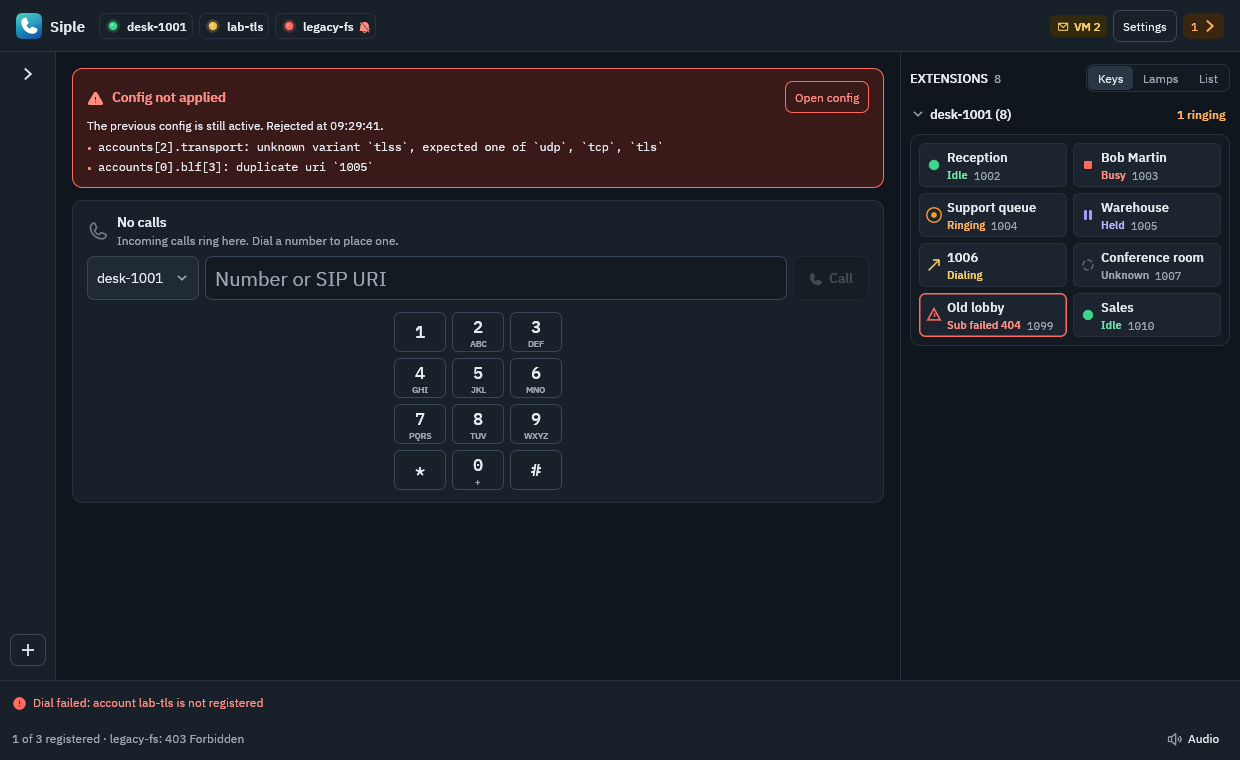 Siple
desk-1001
lab-tls
legacy-fs
VM 2
Settings
1
Config not applied
Open config
The previous config is still active. Rejected at 09:29:41.
• accounts[2].transport: unknown variant `tlss`, expected one of `udp`, `tcp`, `tls`
• accounts[0].blf[3]: duplicate uri `1005`
No calls
Incoming calls ring here. Dial a number to place one.
desk-1001
Number or SIP URI
Call
1
2
ABC
3
DEF
4
GHI
5
JKL
6
MNO
7
PQRS
8
TUV
9
WXYZ
*
0
+
#
EXTENSIONS 8
Keys
Lamps
List
desk-1001 (8)
1 ringing
Reception
Idle 1002
Bob Martin
Busy 1003
Support queue
Ringing 1004
Warehouse
Held 1005
1006
Dialing
Conference room
Unknown 1007
Old lobby
Sub failed 404 1099
Sales
Idle 1010
+
Dial failed: account lab-tls is not registered
1 of 3 registered · legacy-fs: 403 Forbidden
Audio